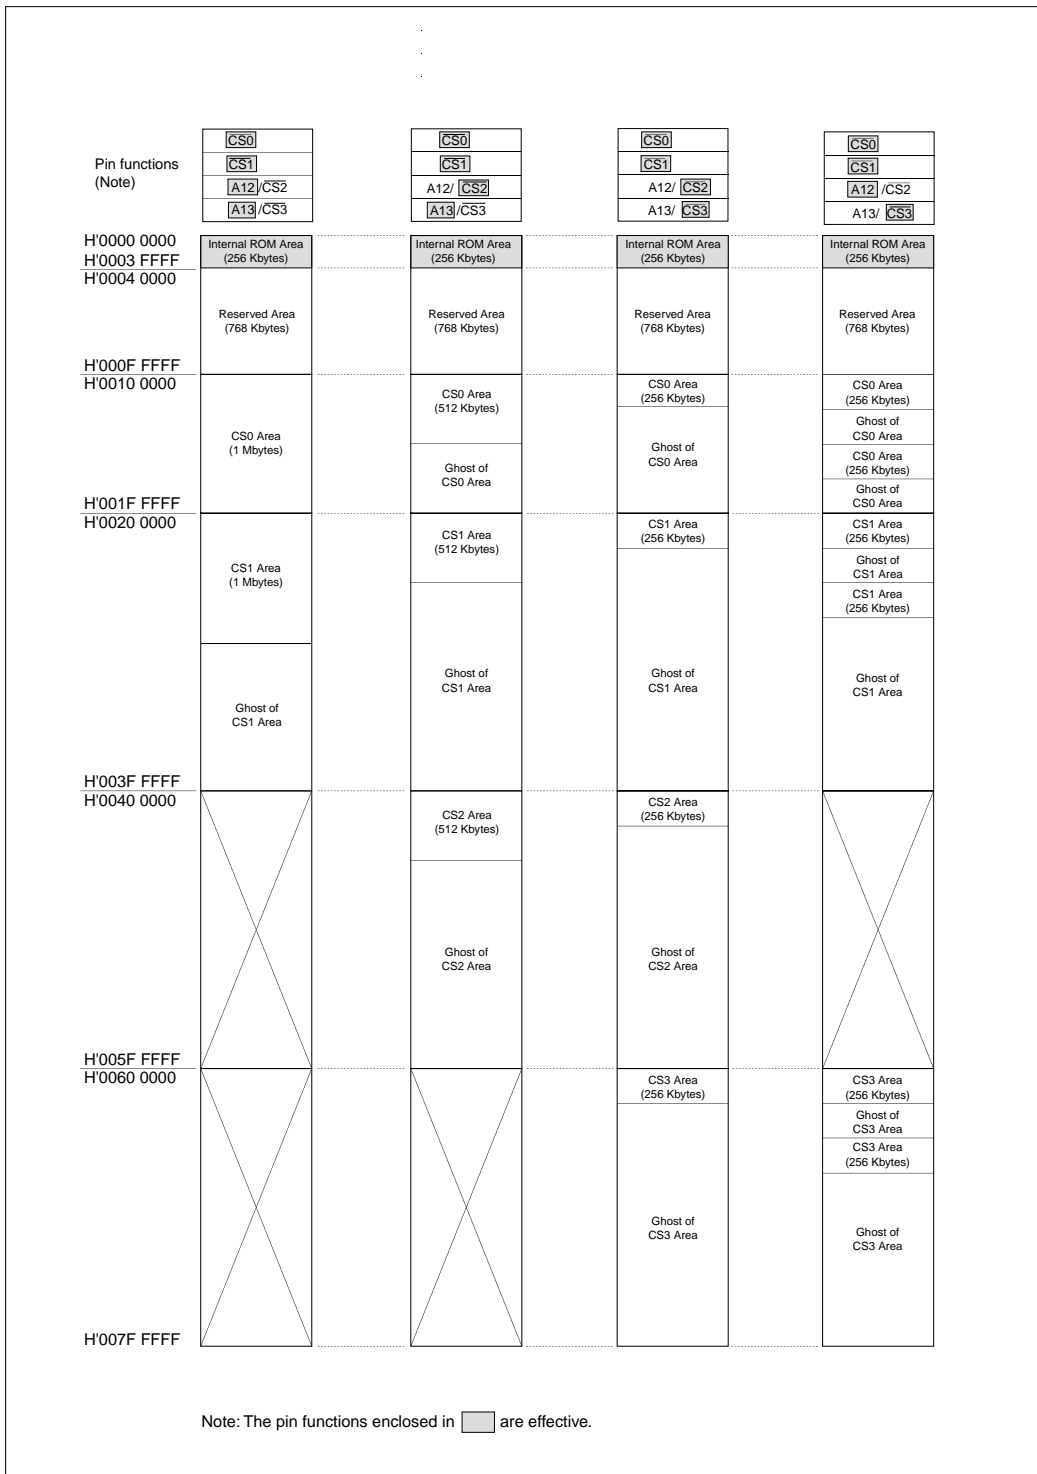 Pin functions
(Note)
CS0
CS1
A12/CS2
A13/CS3
CS0
CS1
A12/ CS2
A13/CS3
CS0
CS1
A12/ CS2
A13/ CS3
CS0
CS1
A12 /CS2
A13/ CS3
H'0000 0000
H'0003 FFFF
H'0004 0000
H'000F FFFF
H'0010 0000
H'001F FFFF
H'0020 0000
H'003F FFFF
H'0040 0000
H'005F FFFF
H'0060 0000
H'007F FFFF
Internal ROM Area
(256 Kbytes)
Reserved Area
(768 Kbytes)
CS0 Area
(1 Mbytes)
CS1 Area
(1 Mbytes)
Ghost of
CS1 Area
Internal ROM Area
(256 Kbytes)
Reserved Area
(768 Kbytes)
CS0 Area
(512 Kbytes)
Ghost of
CS0 Area
CS1 Area
(512 Kbytes)
Ghost of
CS1 Area
CS2 Area
(512 Kbytes)
Ghost of
CS2 Area
Internal ROM Area
(256 Kbytes)
Reserved Area
(768 Kbytes)
CS0 Area
(256 Kbytes)
Ghost of
CS0 Area
CS1 Area
(256 Kbytes)
Ghost of
CS1 Area
CS2 Area
(256 Kbytes)
Ghost of
CS2 Area
CS3 Area
(256 Kbytes)
Ghost of
CS3 Area
Internal ROM Area
(256 Kbytes)
Reserved Area
(768 Kbytes)
CS0 Area
(256 Kbytes)
Ghost of
CS0 Area
CS0 Area
(256 Kbytes)
Ghost of
CS0 Area
CS1 Area
(256 Kbytes)
Ghost of
CS1 Area
CS1 Area
(256 Kbytes)
Ghost of
CS1 Area
CS3 Area
(256 Kbytes)
Ghost of
CS3 Area
CS3 Area
(256 Kbytes)
Ghost of
CS3 Area
Note: The pin functions enclosed in are effective.